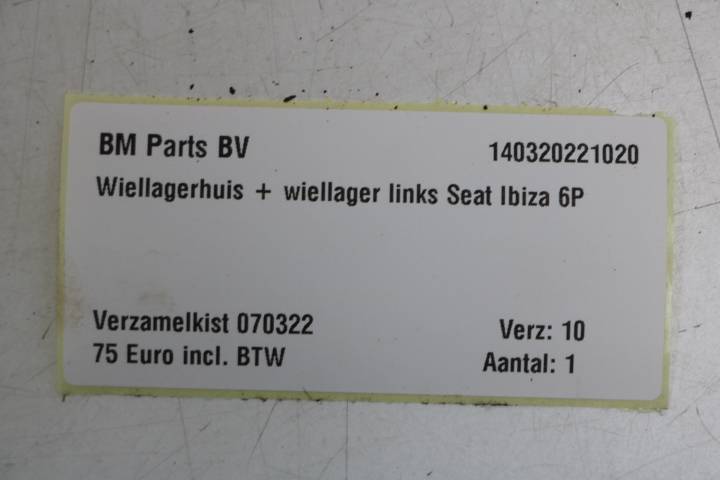 BM Parts BV 140320221020
Wiellagerhuis + wiellager links Seat Ibiza 6P
Verzamelkist 070322 Verz: 10
75 Euro incl. BTW Aantal: 1